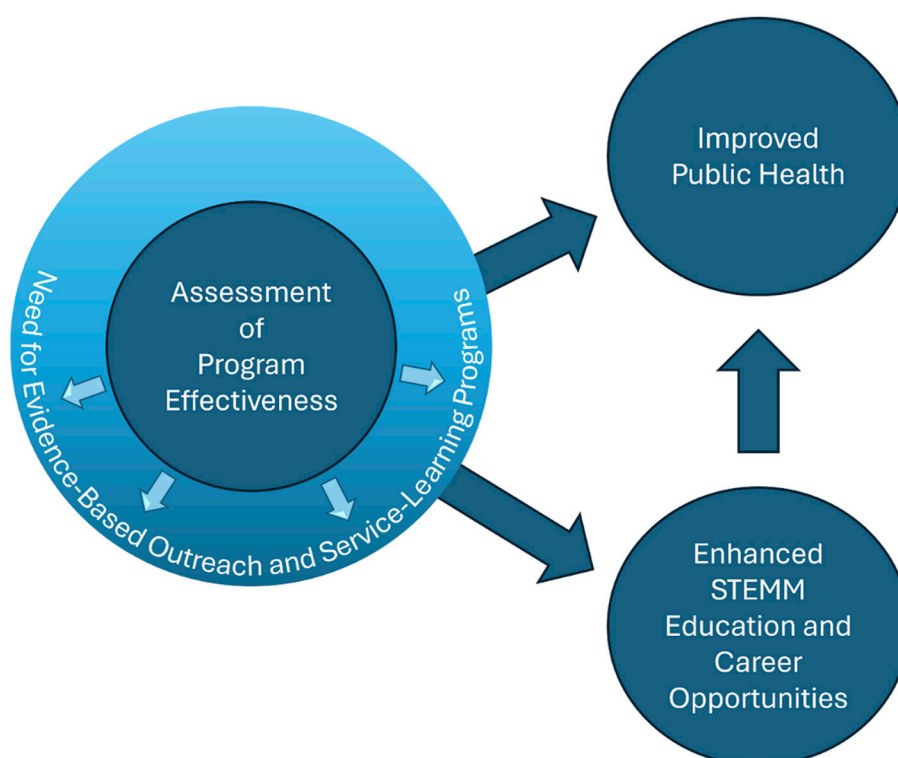 Improved
Public Health
Assessment
of
Program
Effectiveness
Need for Evidence-Based Outreach and Service-Learning Programs
Enhanced
STEMM
Education and
Career
Opportunities